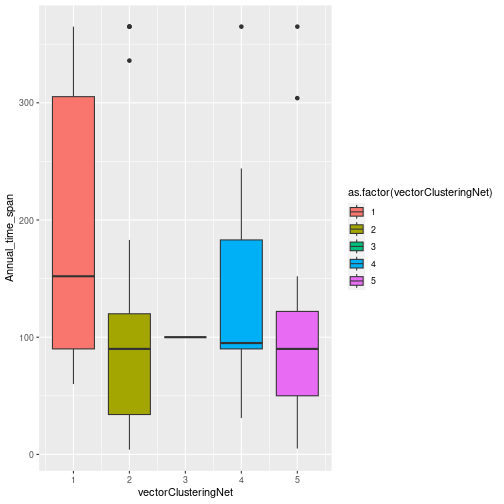 300
200
100
0
Annual_time_span
1 2 3 4 5
vectorClusteringNet
as.factor(vectorClusteringNet)
1
2
3
4
5